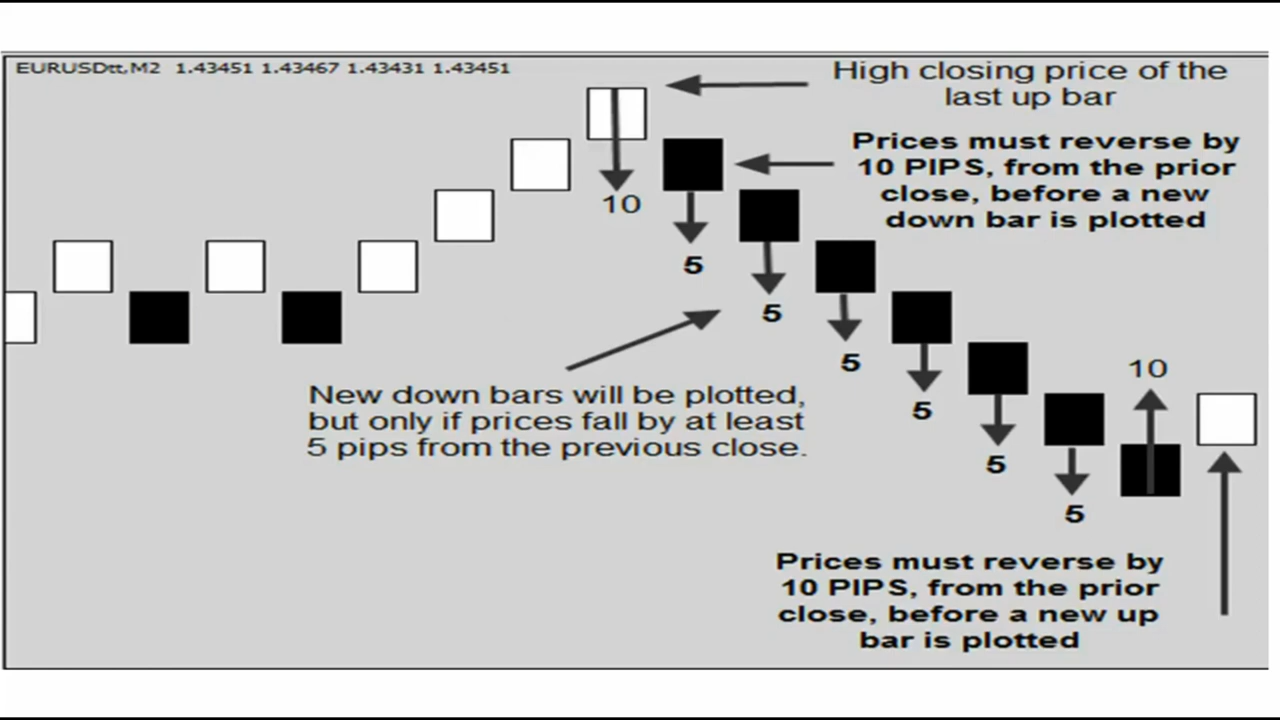 EURUSDtt,M2 1.43451 1.43467 1.43431 1.43451
High closing price of the
last up bar
Prices must reverse by
10 PIPS, from the prior
close, before a new
down bar is plotted
10
5
5
5
5
5
5
10
New down bars will be plotted,
but only if prices fall by at least
5 pips from the previous close.
Prices must reverse by
10 PIPS, from the prior
close, before a new up
bar is plotted